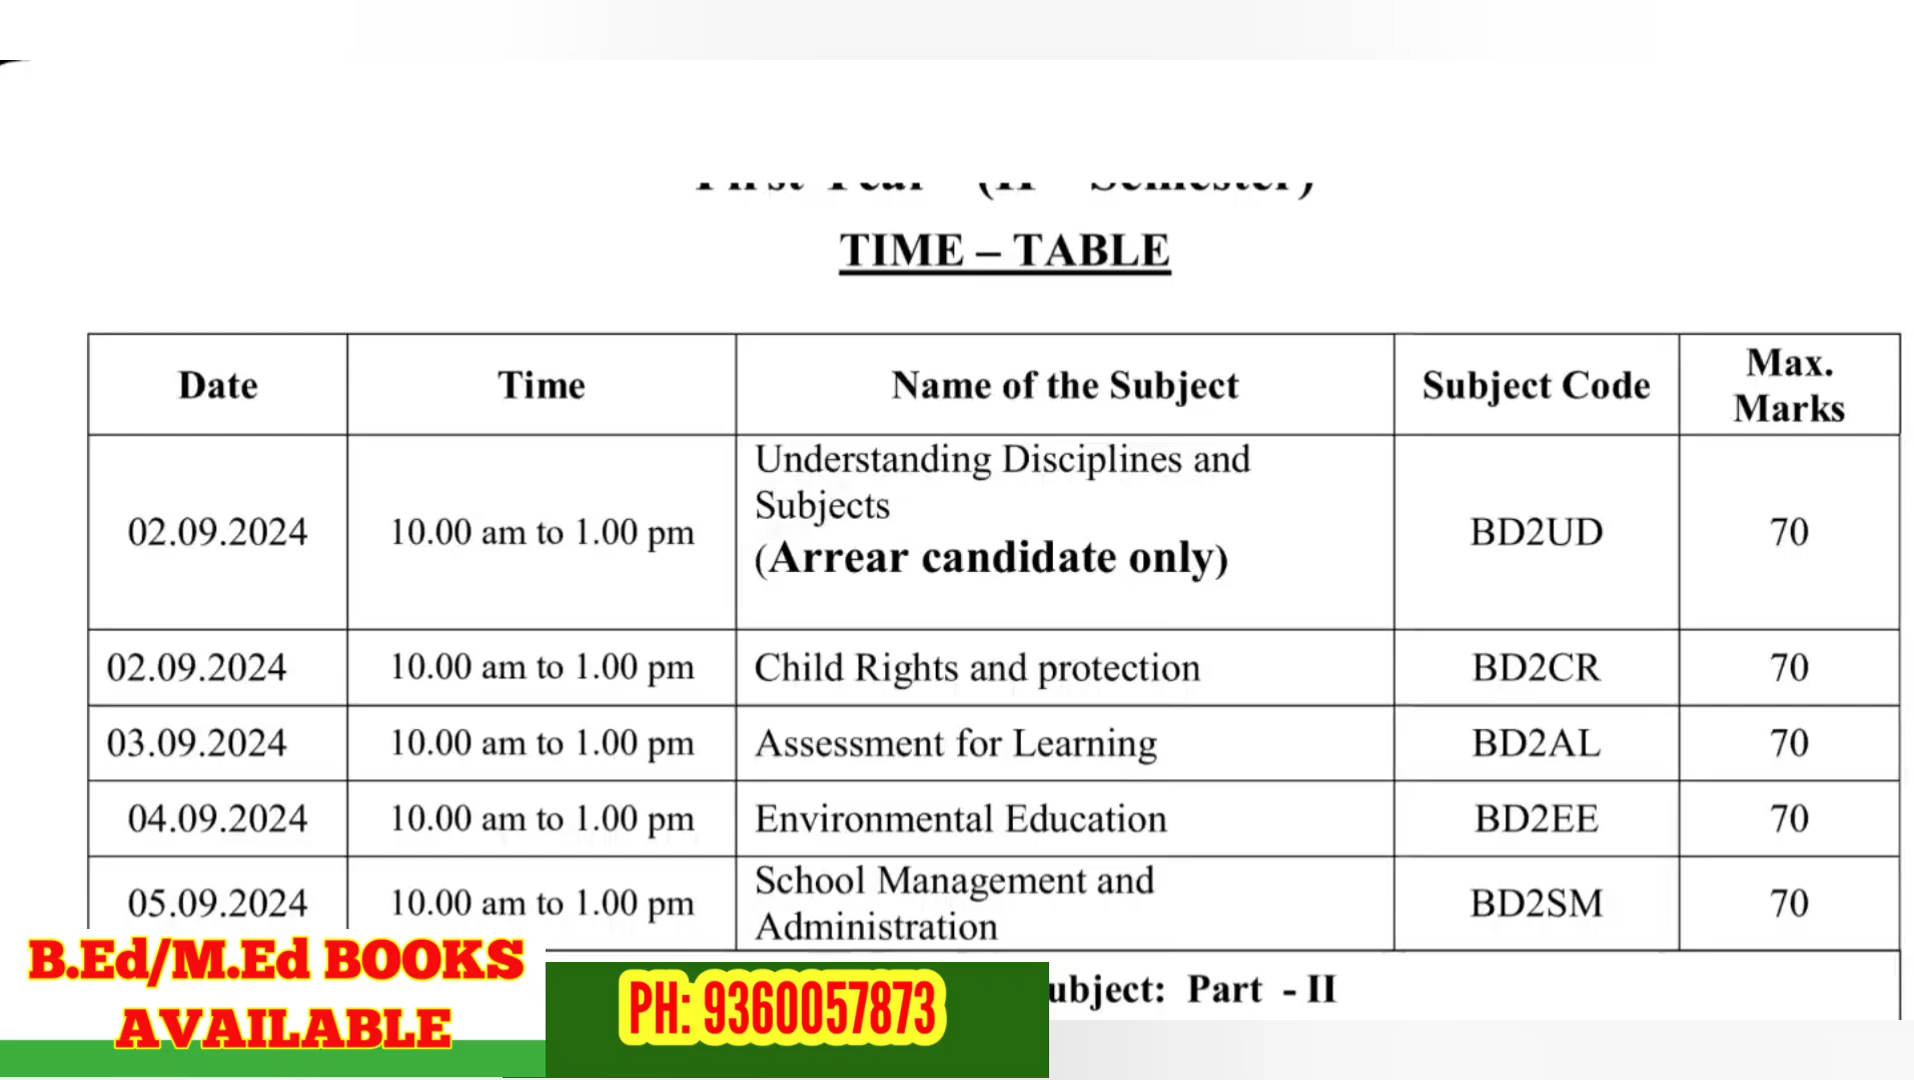 First Year (II Semester)
TIME – TABLE
Date Time Name of the Subject Subject Code Max. Marks
02.09.2024 10.00 am to 1.00 pm Understanding Disciplines and Subjects (Arrear candidate only) BD2UD 70
02.09.2024 10.00 am to 1.00 pm Child Rights and protection BD2CR 70
03.09.2024 10.00 am to 1.00 pm Assessment for Learning BD2AL 70
04.09.2024 10.00 am to 1.00 pm Environmental Education BD2EE 70
05.09.2024 10.00 am to 1.00 pm School Management and Administration BD2SM 70
ubject: Part - II
B.Ed/M.Ed BOOKS
AVAILABLE
PH: 9360057873